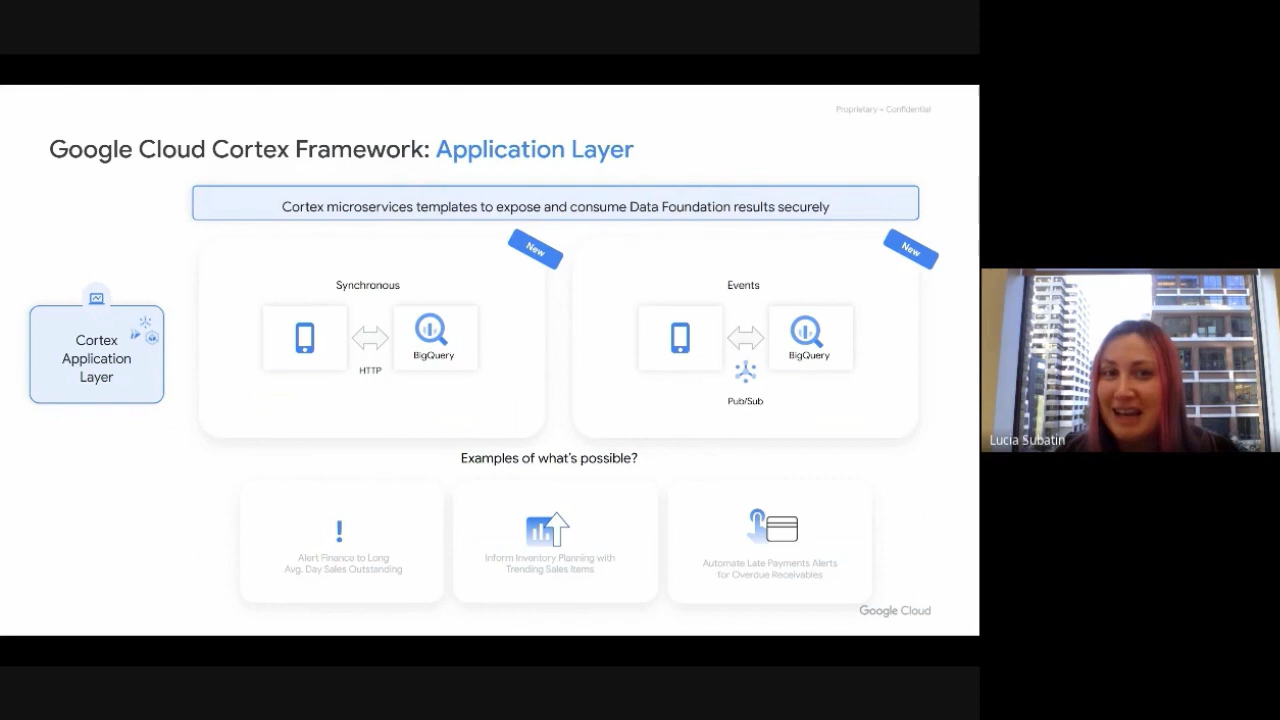 Proprietary + Confidential
Google Cloud Cortex Framework: Application Layer
Cortex microservices templates to expose and consume Data Foundation results securely
New
New
Synchronous
Events
BigQuery
BigQuery
HTTP
Pub/Sub
Cortex
Application
Layer
Examples of what's possible?
Alert Finance to Long
Avg. Day Sales Outstanding
Inform Inventory Planning with
Trending Sales Items
Automate Late Payments Alerts
for Overdue Receivables
Google Cloud
Lucia Subatin